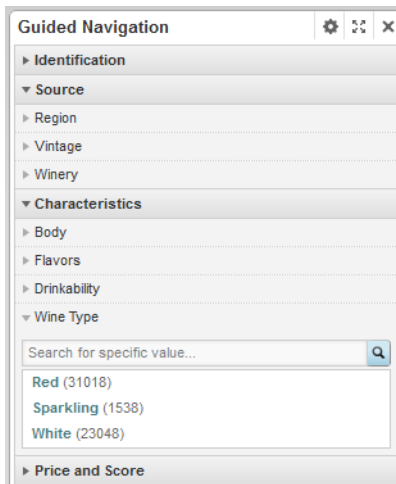 Guided Navigation
Identification
Source
Region
Vintage
Winery
Characteristics
Body
Flavors
Drinkability
Wine Type
Search for specific value...
Red (31018)
Sparkling (1538)
White (23048)
Price and Score